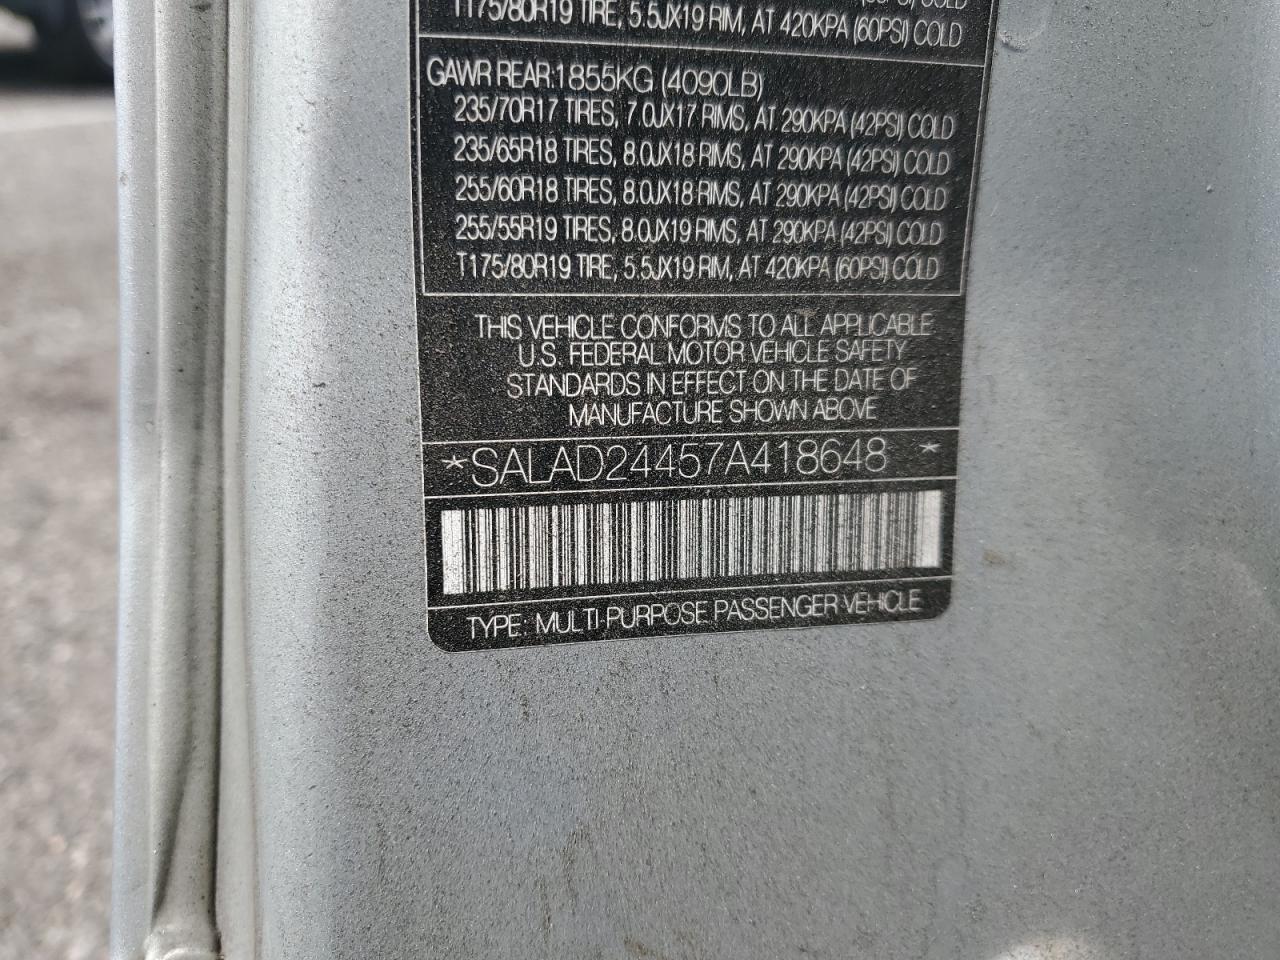 T175/80R19 TIRE, 5.5JX19 RIM, AT 420KPA (60PSI) COLD
GAWR REAR:1855KG (4090LB)
235/70R17 TIRES, 7.0JX17 RIMS, AT 290KPA (42PSI) COLD
235/65R18 TIRES, 8.0JX18 RIMS, AT 290KPA (42PSI) COLD
255/60R18 TIRES, 8.0JX18 RIMS, AT 290KPA (42PSI) COLD
255/55R19 TIRES, 8.0JX19 RIMS, AT 290KPA (42PSI) COLD
T175/80R19 TIRE, 5.5JX19 RIM, AT 420KPA (60PSI) COLD
THIS VEHICLE CONFORMS TO ALL APPLICABLE
U.S. FEDERAL MOTOR VEHICLE SAFETY
STANDARDS IN EFFECT ON THE DATE OF
MANUFACTURE SHOWN ABOVE
*SALAD24457A418648 *
TYPE: MULTI-PURPOSE PASSENGER VEHICLE